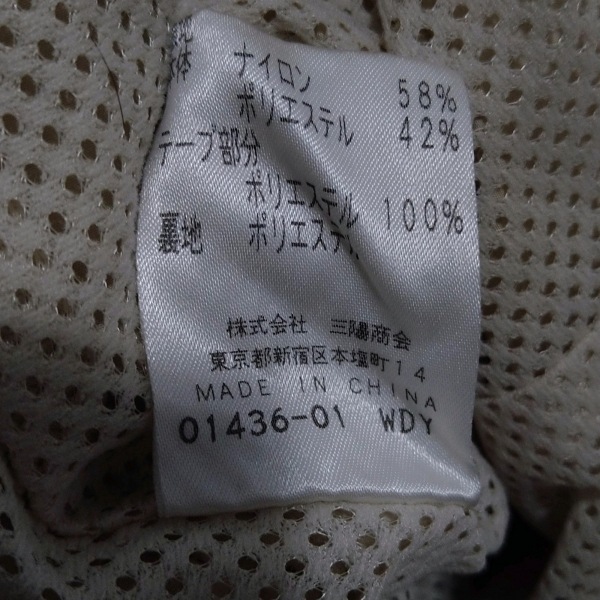 体 ナイロン 58%
ポリエステル 42%
テープ部分
ポリエステル 100%
裏地 ポリエステル
株式会社 三陽商会
東京都新宿区本塩町14
MADE IN CHINA
01436-01 WDY